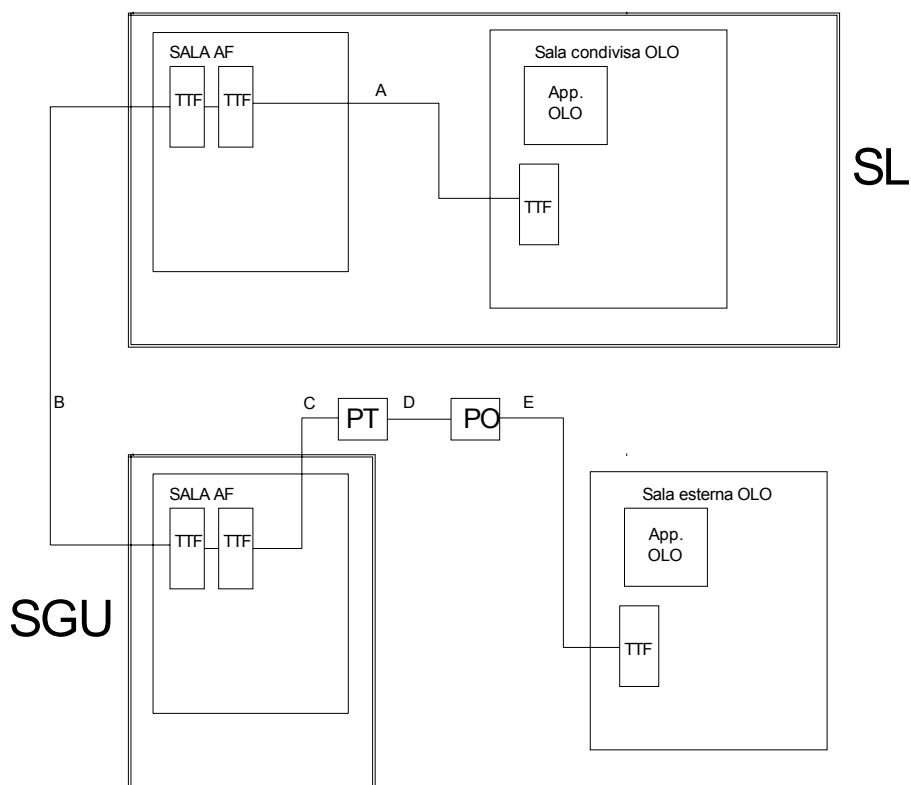 SALA AF
TTF
TTF
A
Sala condivisa OLO
App.
OLO
TTF
SL
B
C
PT
D
PO
E
SALA AF
TTF
TTF
SGU
Sala esterna OLO
App.
OLO
TTF